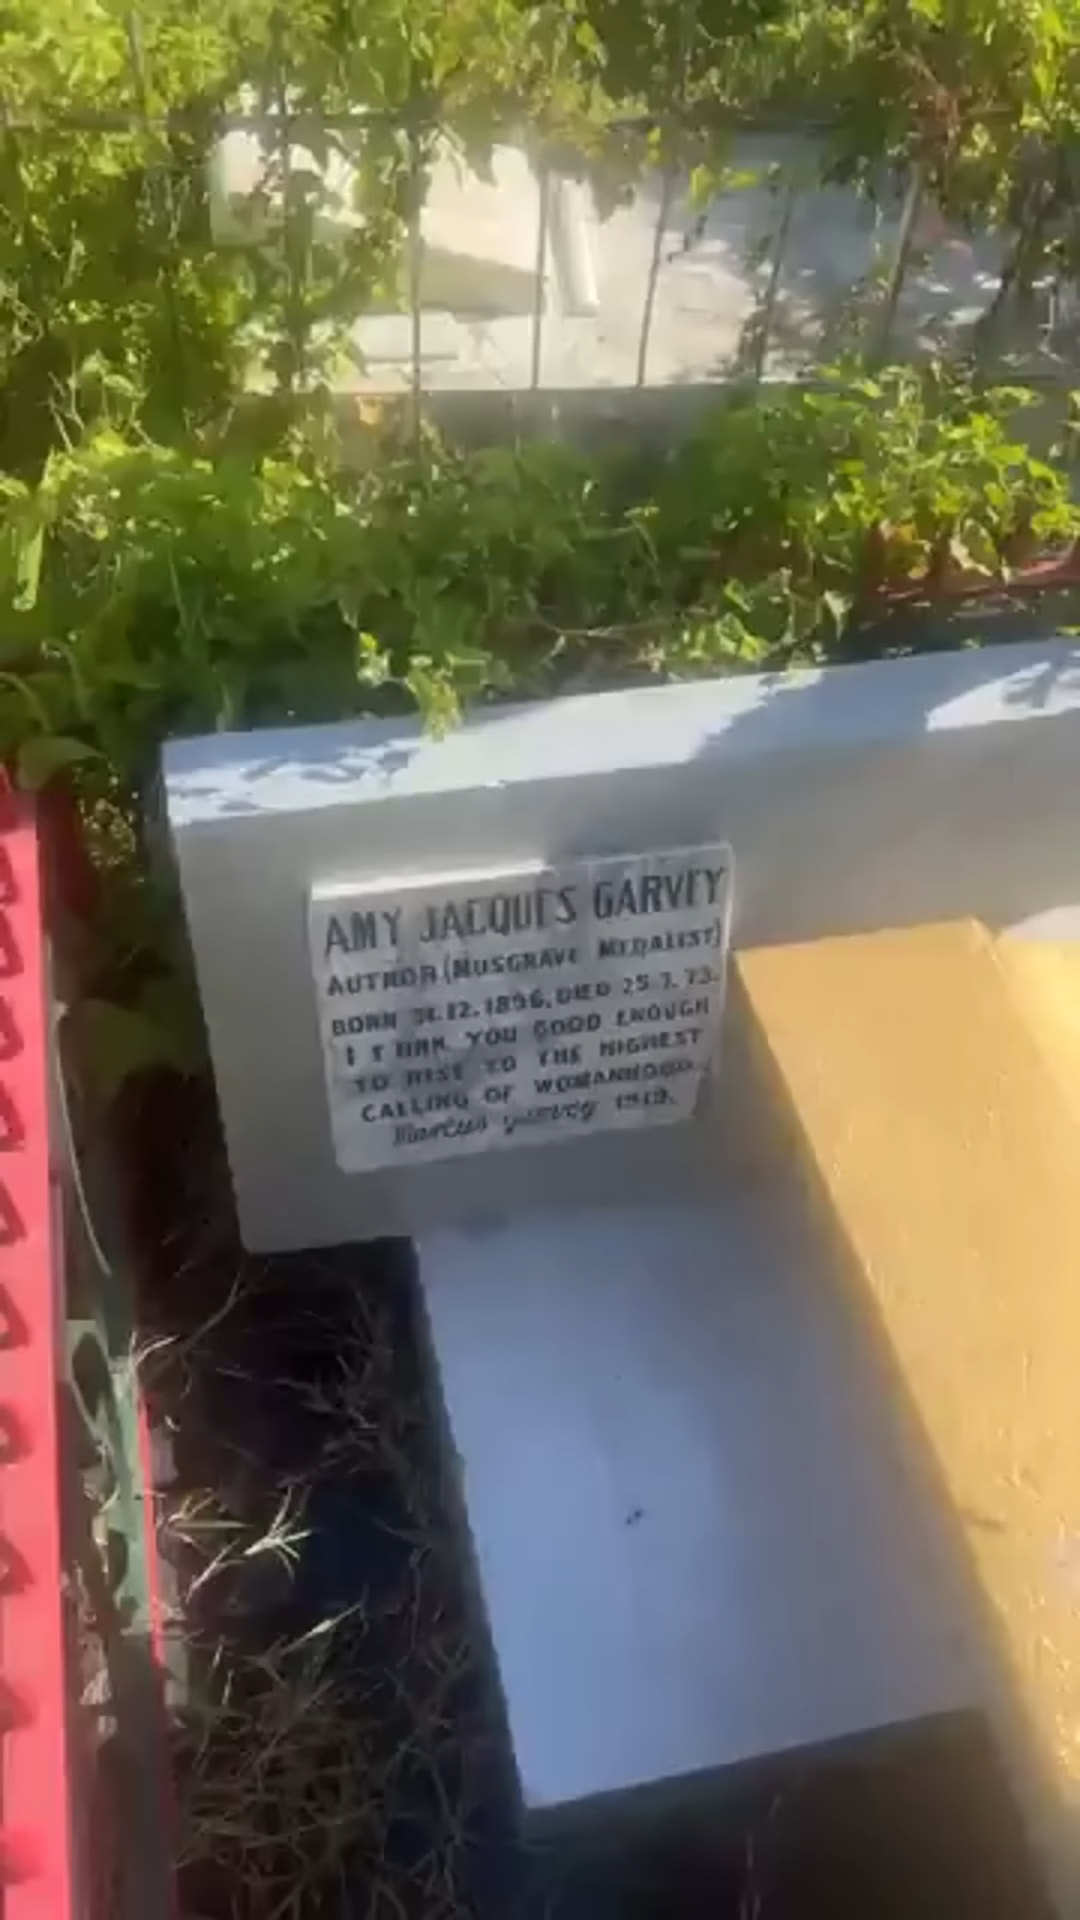 AMY JACQUES GARVEY
AUTHOR (MUSGRAVE MEDALIST)
BORN 31.12.1896, DIED 25.7.73.
I THINK YOU GOOD ENOUGH
TO RISE TO THE HIGHEST
CALLING OF WOMANHOOD.
Marcus Garvey 1919.